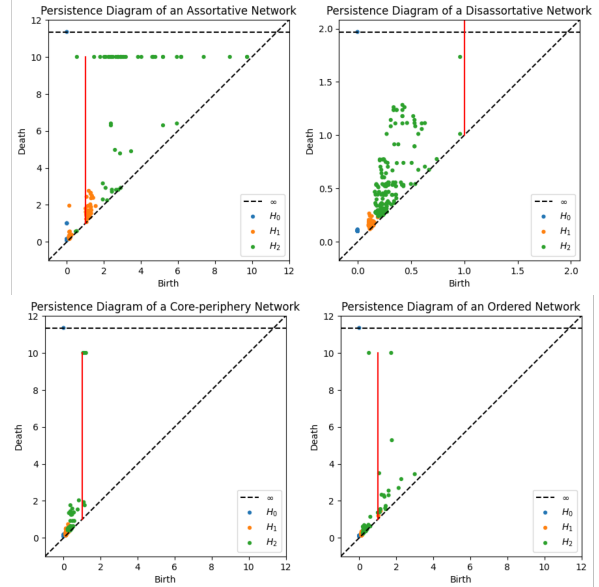 Persistence Diagram of an Assortative Network
12
10
8
6
4
2
0
Death
0
2
4
6
8
10
12
Birth
∞
H₀
H₁
H₂
Persistence Diagram of a Disassortative Network
2.0
1.5
1.0
0.5
0.0
Death
0.0
0.5
1.0
1.5
2.0
Birth
∞
H₀
H₁
H₂
Persistence Diagram of a Core-periphery Network
12
10
8
6
4
2
0
Death
0
2
4
6
8
10
12
Birth
∞
H₀
H₁
H₂
Persistence Diagram of an Ordered Network
12
10
8
6
4
2
0
Death
0
2
4
6
8
10
12
Birth
∞
H₀
H₁
H₂